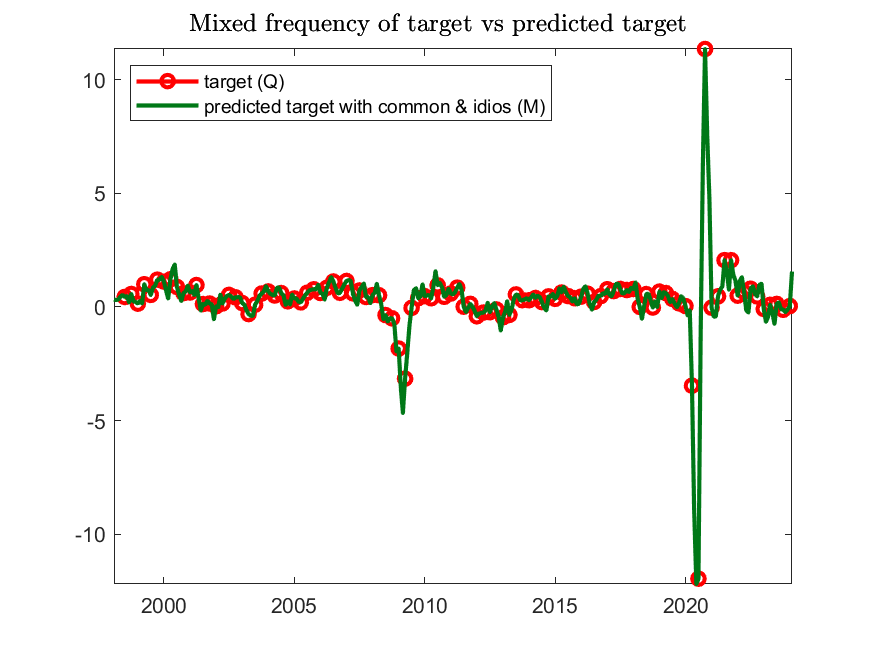 Mixed frequency of target vs predicted target
target (Q)
predicted target with common & idios (M)
10
5
0
-5
-10
2000 2005 2010 2015 2020